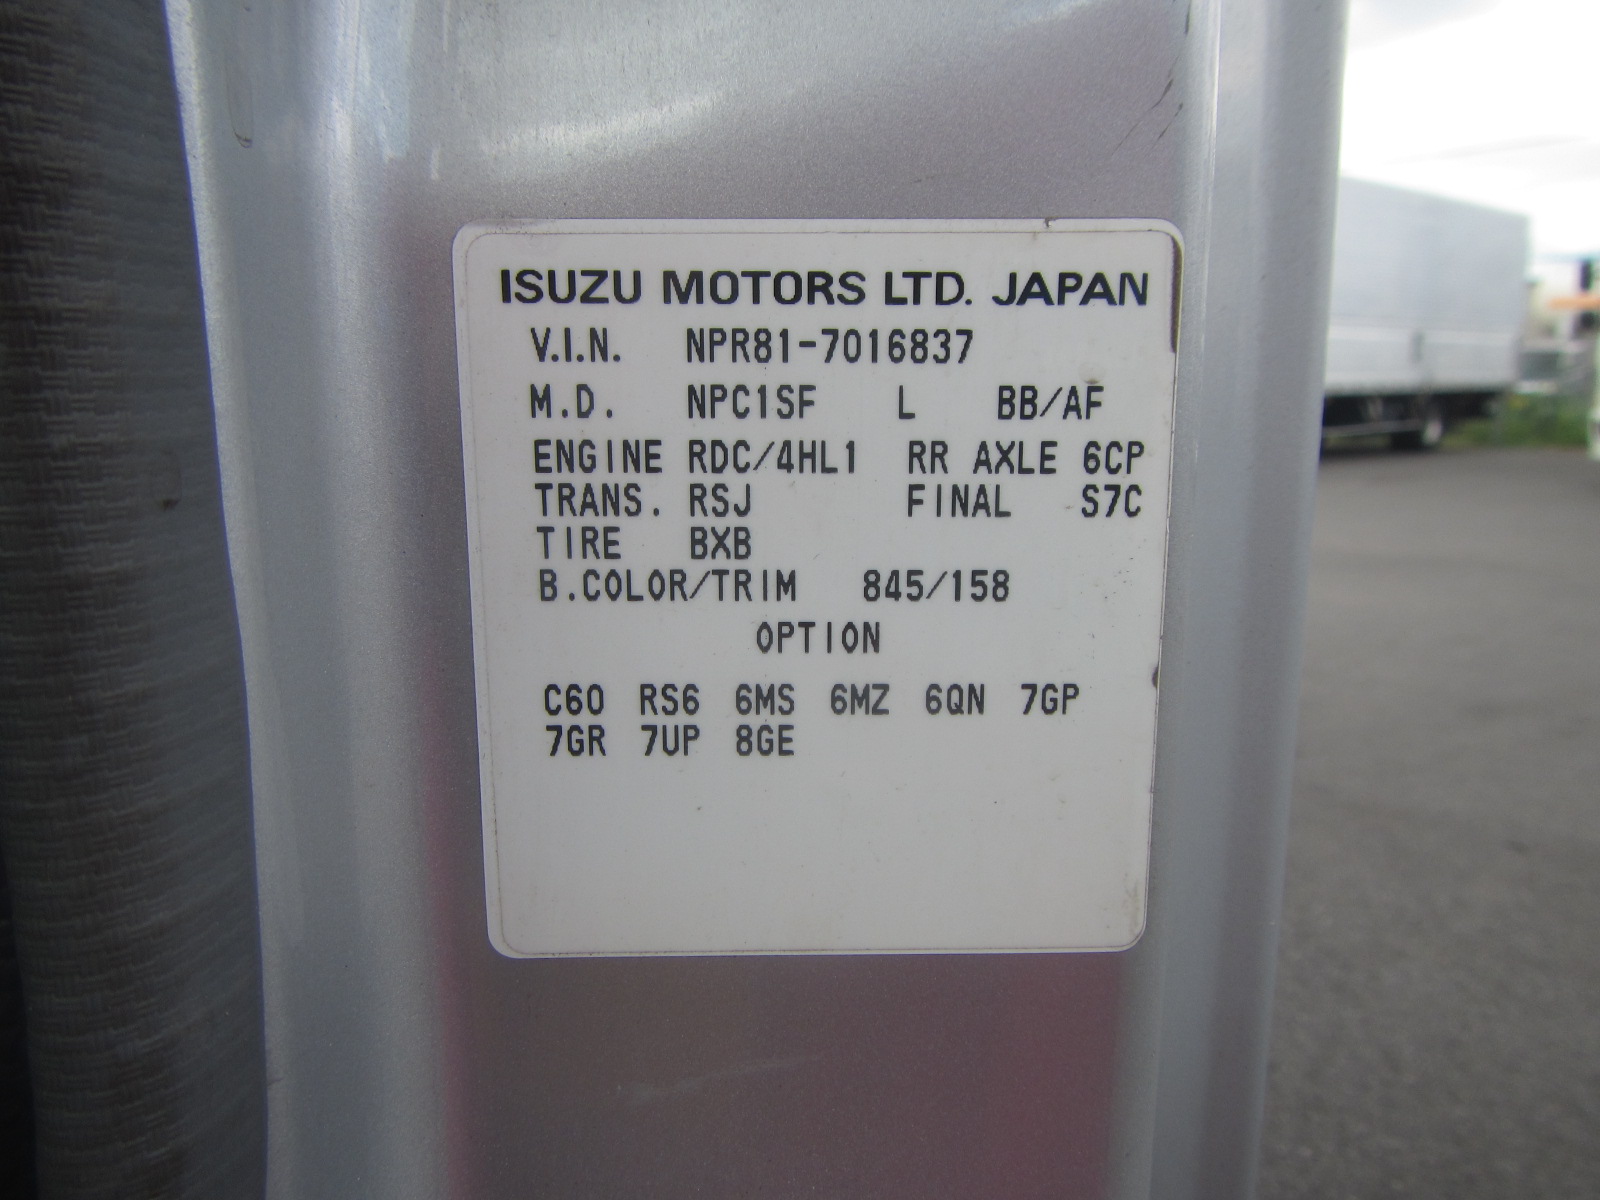 ISUZU MOTORS LTD. JAPAN
V.I.N. NPR81-7016837
M.D. NPC1SF L BB/AF
ENGINE RDC/4HL1 RR AXLE 6CP
TRANS. RSJ FINAL S7C
TIRE BXB
B.COLOR/TRIM 845/158
OPTION
C60 RS6 6MS 6MZ 6QN 7GP
7GR 7UP 8GE